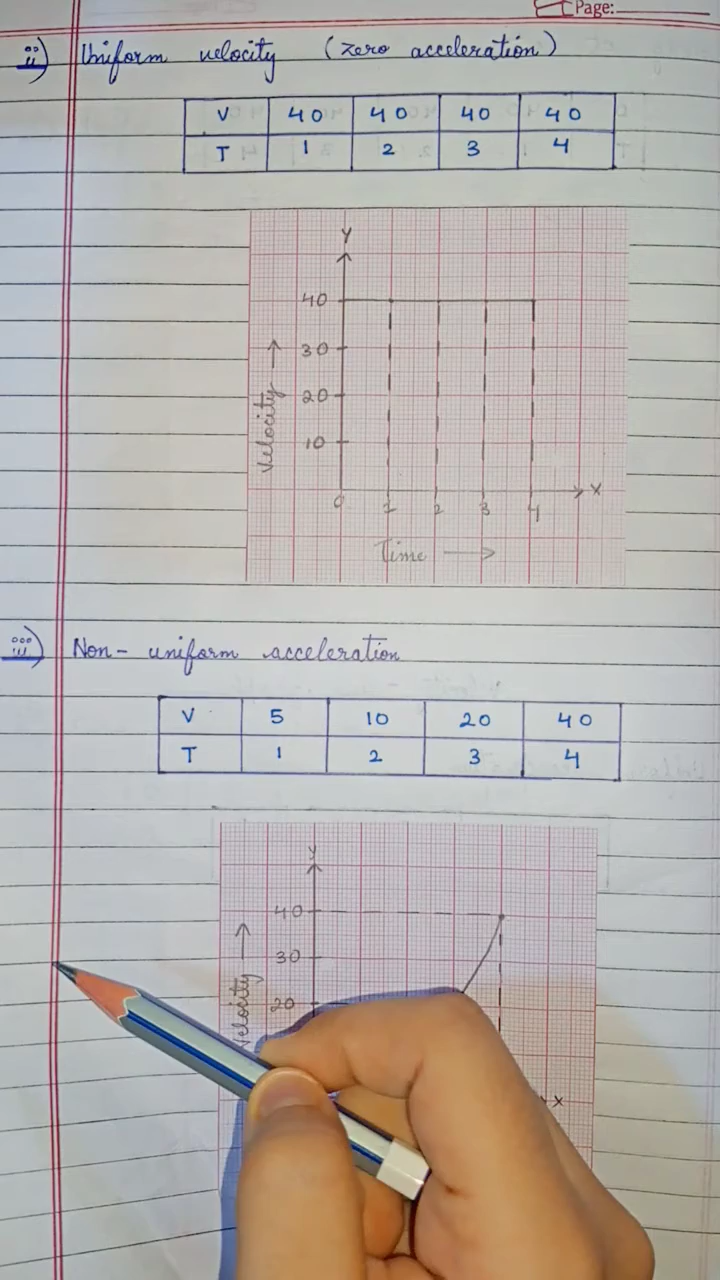 Page:
ii) Uniform velocity (zero acceleration)
V 40 40 40 40
T 1 2 3 4
Y
40
30
20
10
Velocity →
0 1 2 3 4 X
Time →
iii) Non-uniform acceleration
V 5 10 20 40
T 1 2 3 4
Y
40
30
20
Velocity →
X